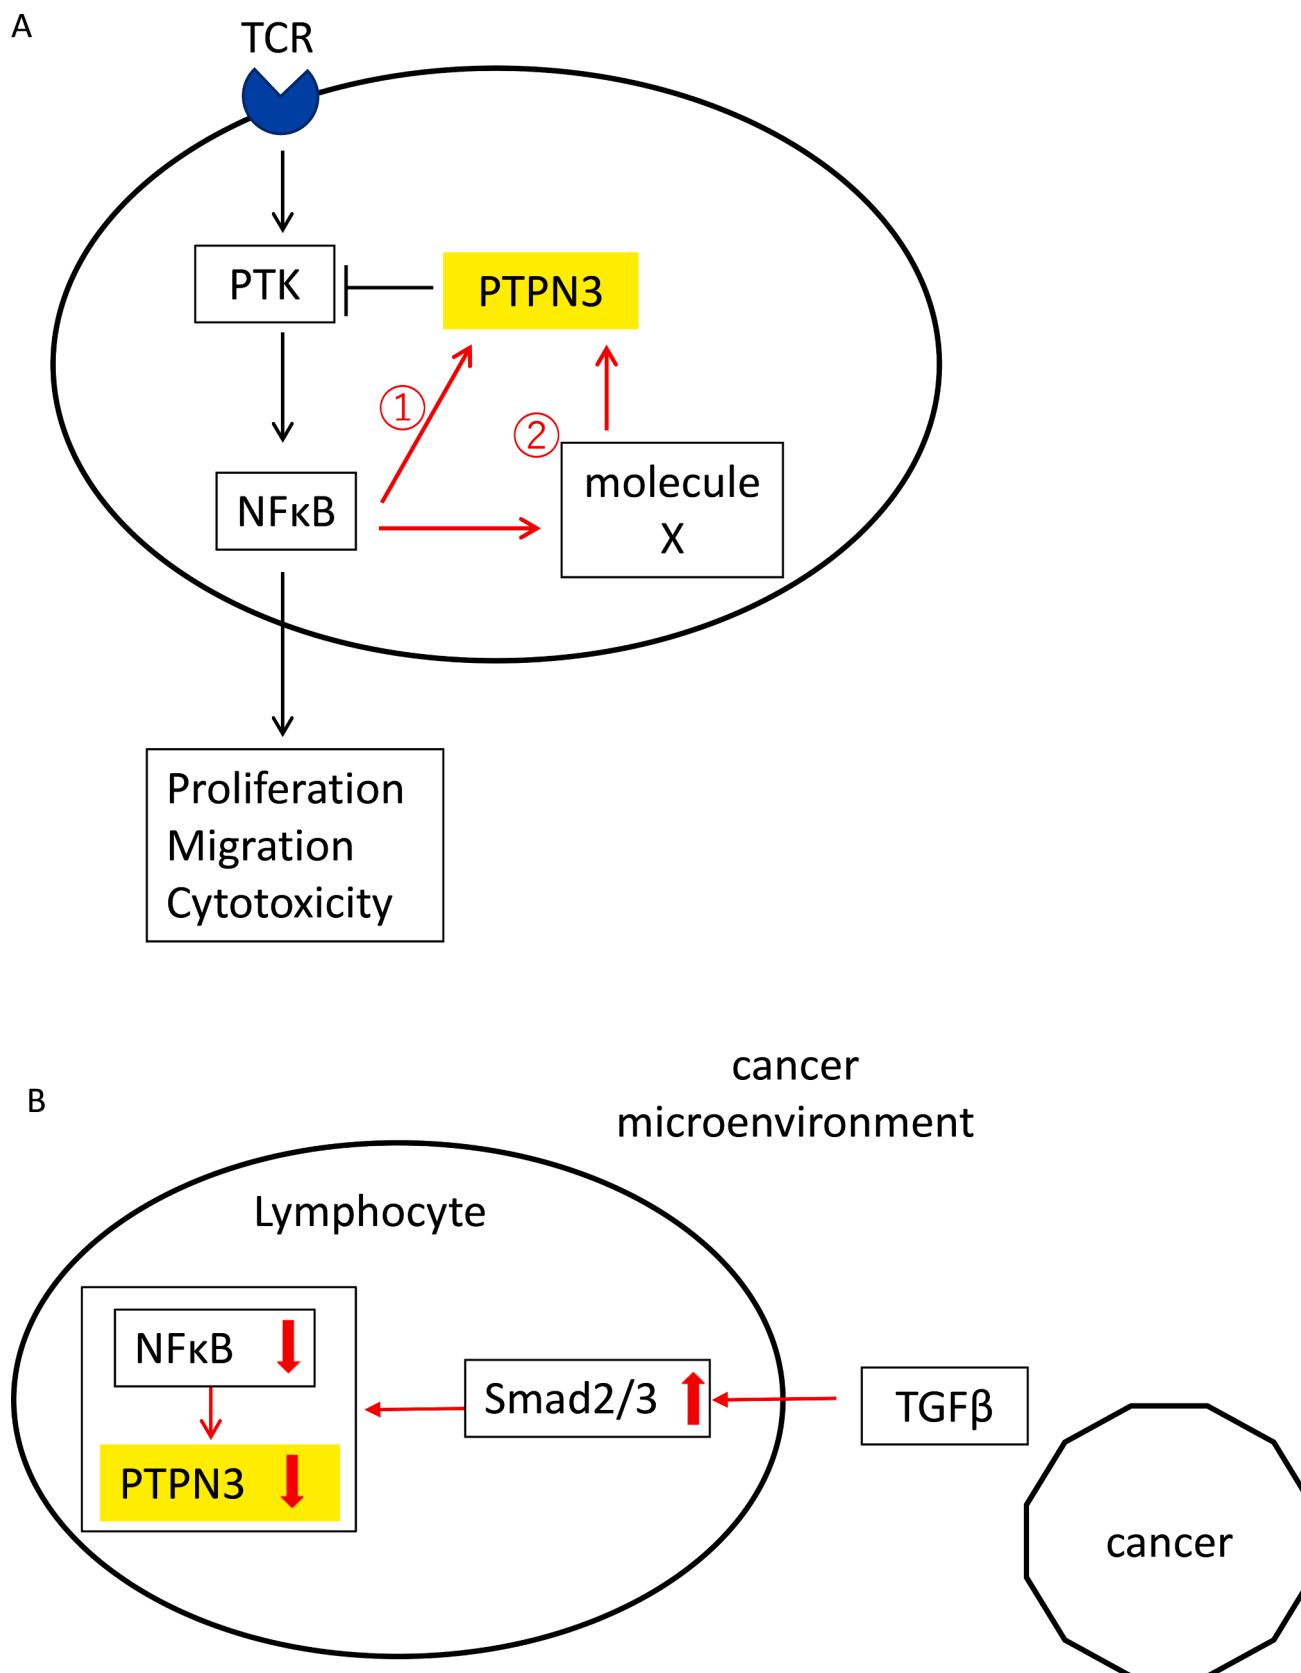 A
TCR
PTK
PTPN3
①
②
molecule
X
NFκB
Proliferation
Migration
Cytotoxicity
cancer
microenvironment
B
Lymphocyte
NFκB
Smad2/3
TGFβ
PTPN3
cancer